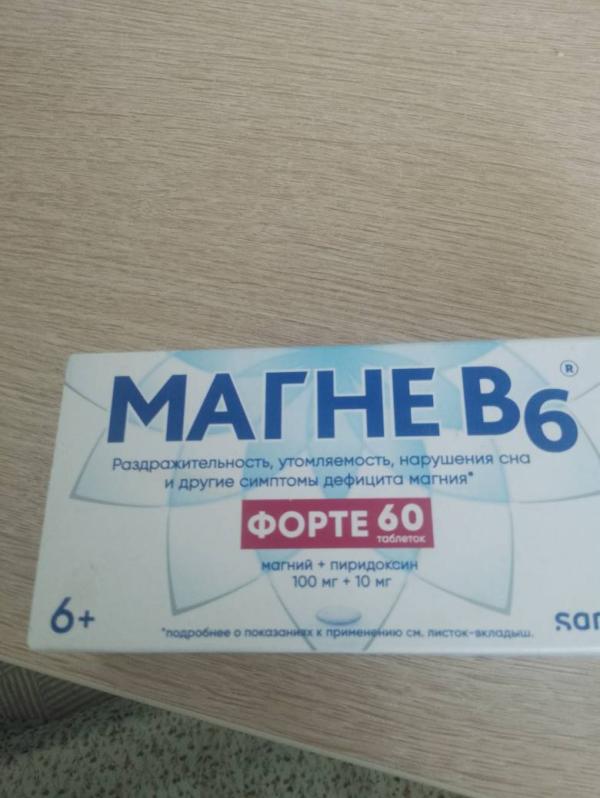 МАГНЕ B6®
Раздражительность, утомляемость, нарушения сна
и другие симптомы дефицита магния*
ФОРТЕ 60
таблеток
магний + пиридоксин
100 мг + 10 мг
6+
*подробнее о показаниях к применению см. листок-вкладыш.
san